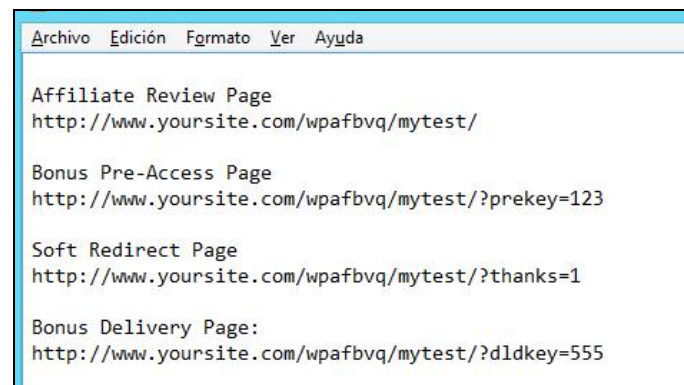 Archivo Edición Formato Ver Ayuda
Affiliate Review Page
http://www.yoursite.com/wpafbvq/mytest/
Bonus Pre-Access Page
http://www.yoursite.com/wpafbvq/mytest/?prekey=123
Soft Redirect Page
http://www.yoursite.com/wpafbvq/mytest/?thanks=1
Bonus Delivery Page:
http://www.yoursite.com/wpafbvq/mytest/?dldkey=555